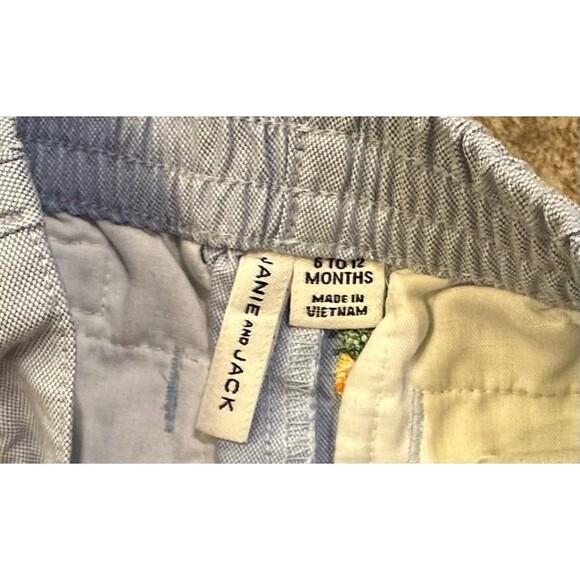 JANIE AND JACK
6 TO 12
MONTHS
MADE IN
VIETNAM